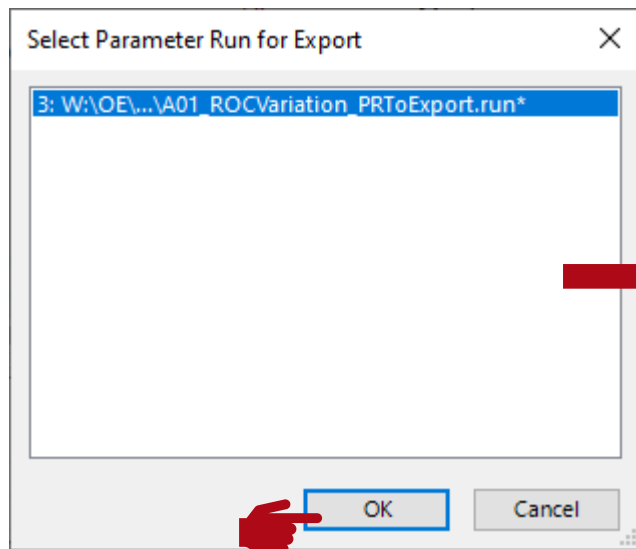 Select Parameter Run for Export
3: W:\OE\...\A01_ROCVariation_PRToExport.run*
OK
Cancel